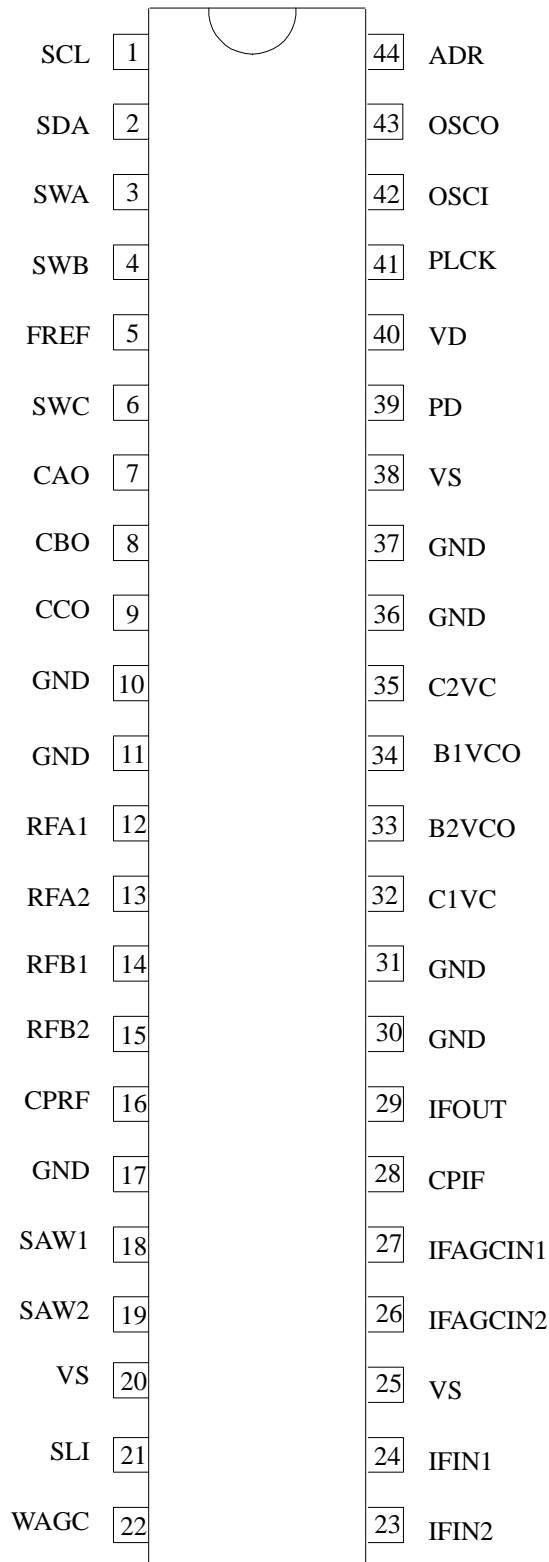 SCL 1 44 ADR
SDA 2 43 OSCO
SWA 3 42 OSCI
SWB 4 41 PLCK
FREF 5 40 VD
SWC 6 39 PD
CAO 7 38 VS
CBO 8 37 GND
CCO 9 36 GND
GND 10 35 C2VC
GND 11 34 B1VCO
RFA1 12 33 B2VCO
RFA2 13 32 C1VC
RFB1 14 31 GND
RFB2 15 30 GND
CPRF 16 29 IFOUT
GND 17 28 CPIF
SAW1 18 27 IFAGCIN1
SAW2 19 26 IFAGCIN2
VS 20 25 VS
SLI 21 24 IFIN1
WAGC 22 23 IFIN2